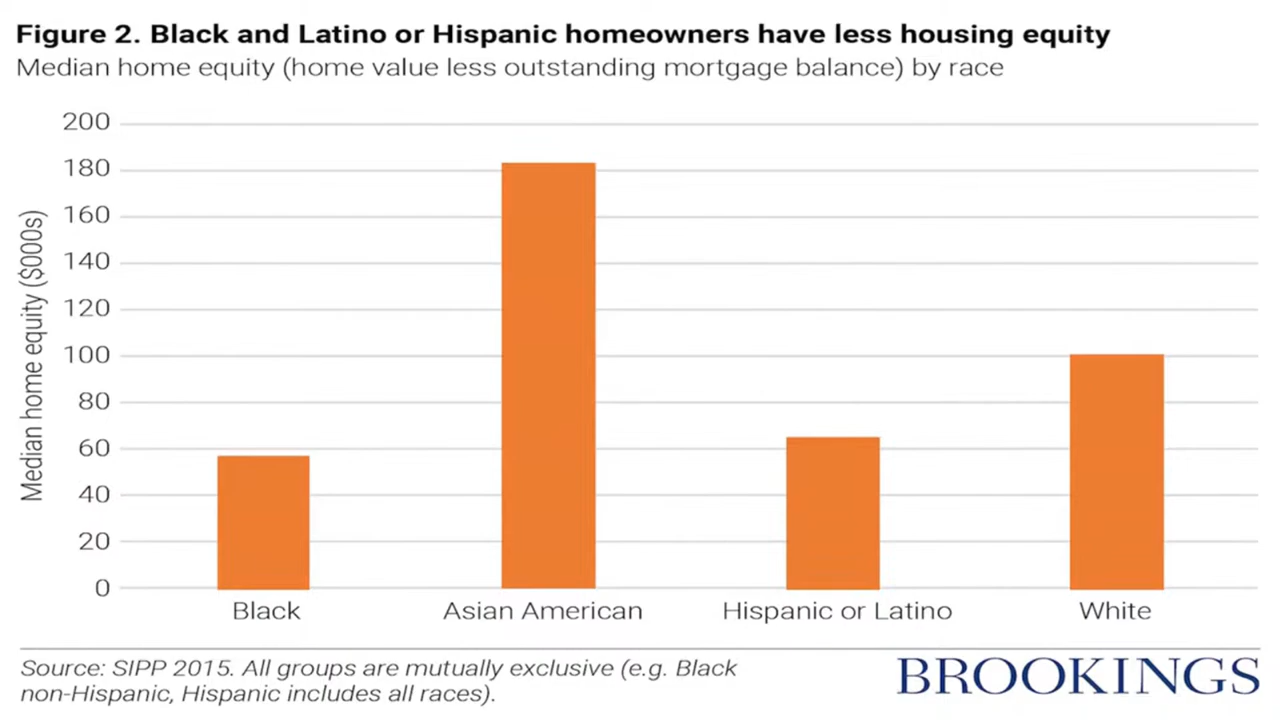 Figure 2. Black and Latino or Hispanic homeowners have less housing equity
Median home equity (home value less outstanding mortgage balance) by race
Median home equity ($000s)
200
180
160
140
120
100
80
60
40
20
0
Black
Asian American
Hispanic or Latino
White
Source: SIPP 2015. All groups are mutually exclusive (e.g. Black
non-Hispanic, Hispanic includes all races).
BROOKINGS